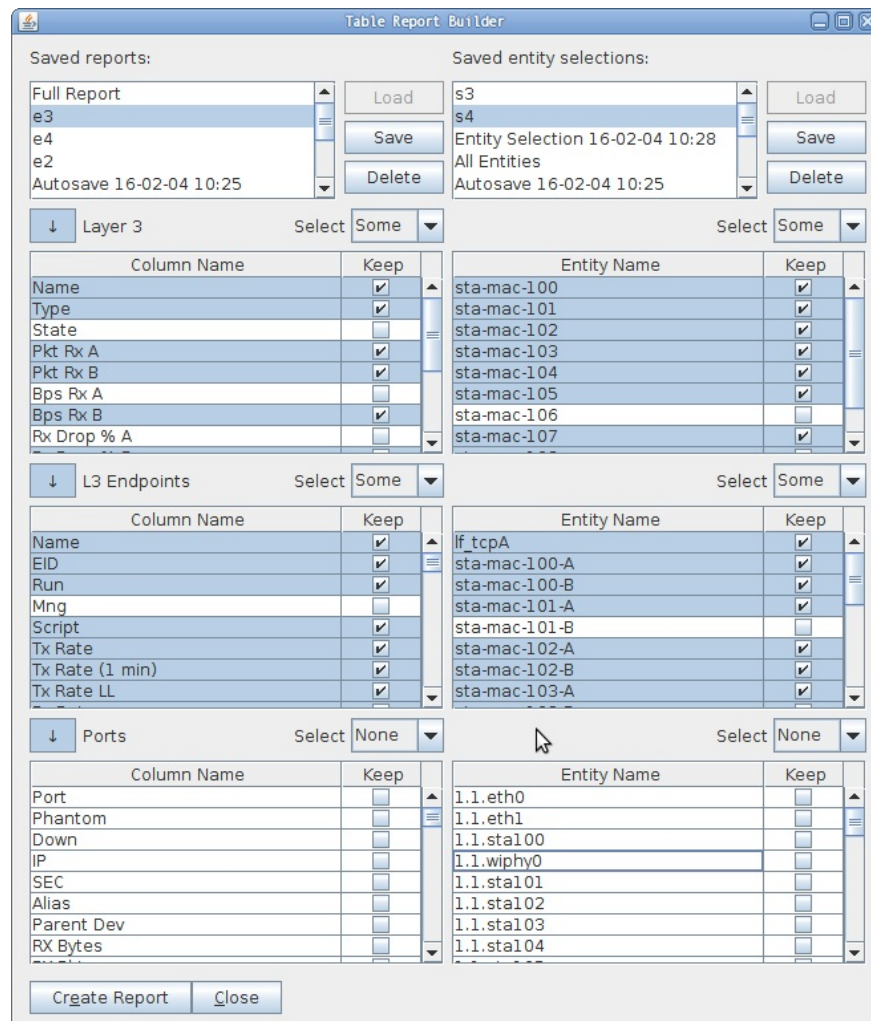 Table Report Builder
Saved reports:
Saved entity selections:
Full Report
e3
e4
e2
Autosave 16-02-04 10:25
Load
Save
Delete
s3
s4
Entity Selection 16-02-04 10:28
All Entities
Autosave 16-02-04 10:25
Load
Save
Delete
↓ Layer 3 Select Some
Select Some
Column Name Keep
Name
Type
State
Pkt Rx A
Pkt Rx B
Bps Rx A
Bps Rx B
Rx Drop % A
Entity Name Keep
sta-mac-100
sta-mac-101
sta-mac-102
sta-mac-103
sta-mac-104
sta-mac-105
sta-mac-106
sta-mac-107
↓ L3 Endpoints Select Some
Select Some
Column Name Keep
Name
EID
Run
Mng
Script
Tx Rate
Tx Rate (1 min)
Tx Rate LL
Entity Name Keep
lf_tcpA
sta-mac-100-A
sta-mac-100-B
sta-mac-101-A
sta-mac-101-B
sta-mac-102-A
sta-mac-102-B
sta-mac-103-A
↓ Ports Select None
Select None
Column Name Keep
Port
Phantom
Down
IP
SEC
Alias
Parent Dev
RX Bytes
Entity Name Keep
1.1.eth0
1.1.eth1
1.1.sta100
1.1.wiphy0
1.1.sta101
1.1.sta102
1.1.sta103
1.1.sta104
Create Report
Close